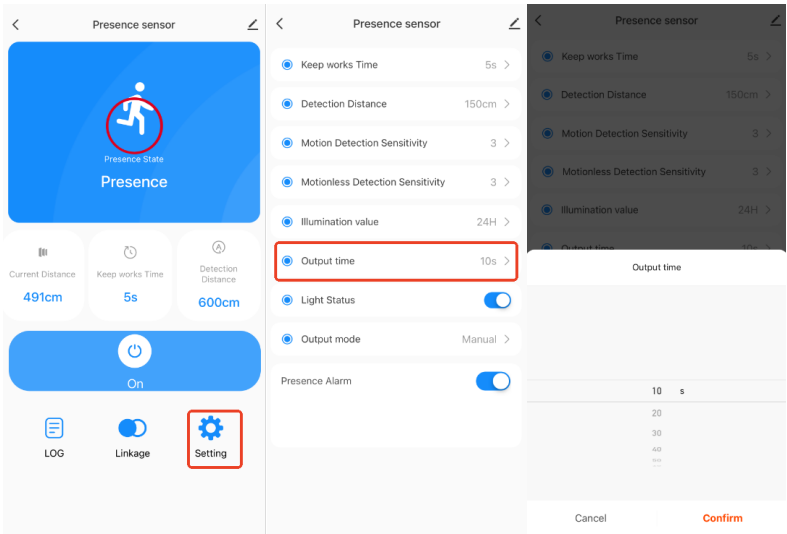 Presence sensor
Presence State
Presence
Current Distance
491cm
Keep works Time
5s
Detection
Distance
600cm
On
LOG
Linkage
Setting
Presence sensor
Keep works Time 5s
Detection Distance 150cm
Motion Detection Sensitivity 3
Motionless Detection Sensitivity 3
Illumination value 24H
Output time 10s
Light Status
Output mode Manual
Presence Alarm
Presence sensor
Keep works Time 5s
Detection Distance 150cm
Motion Detection Sensitivity 3
Motionless Detection Sensitivity 3
Illumination value 24H
Output time 10s
Output time
10 s
20
30
40
Cancel Confirm